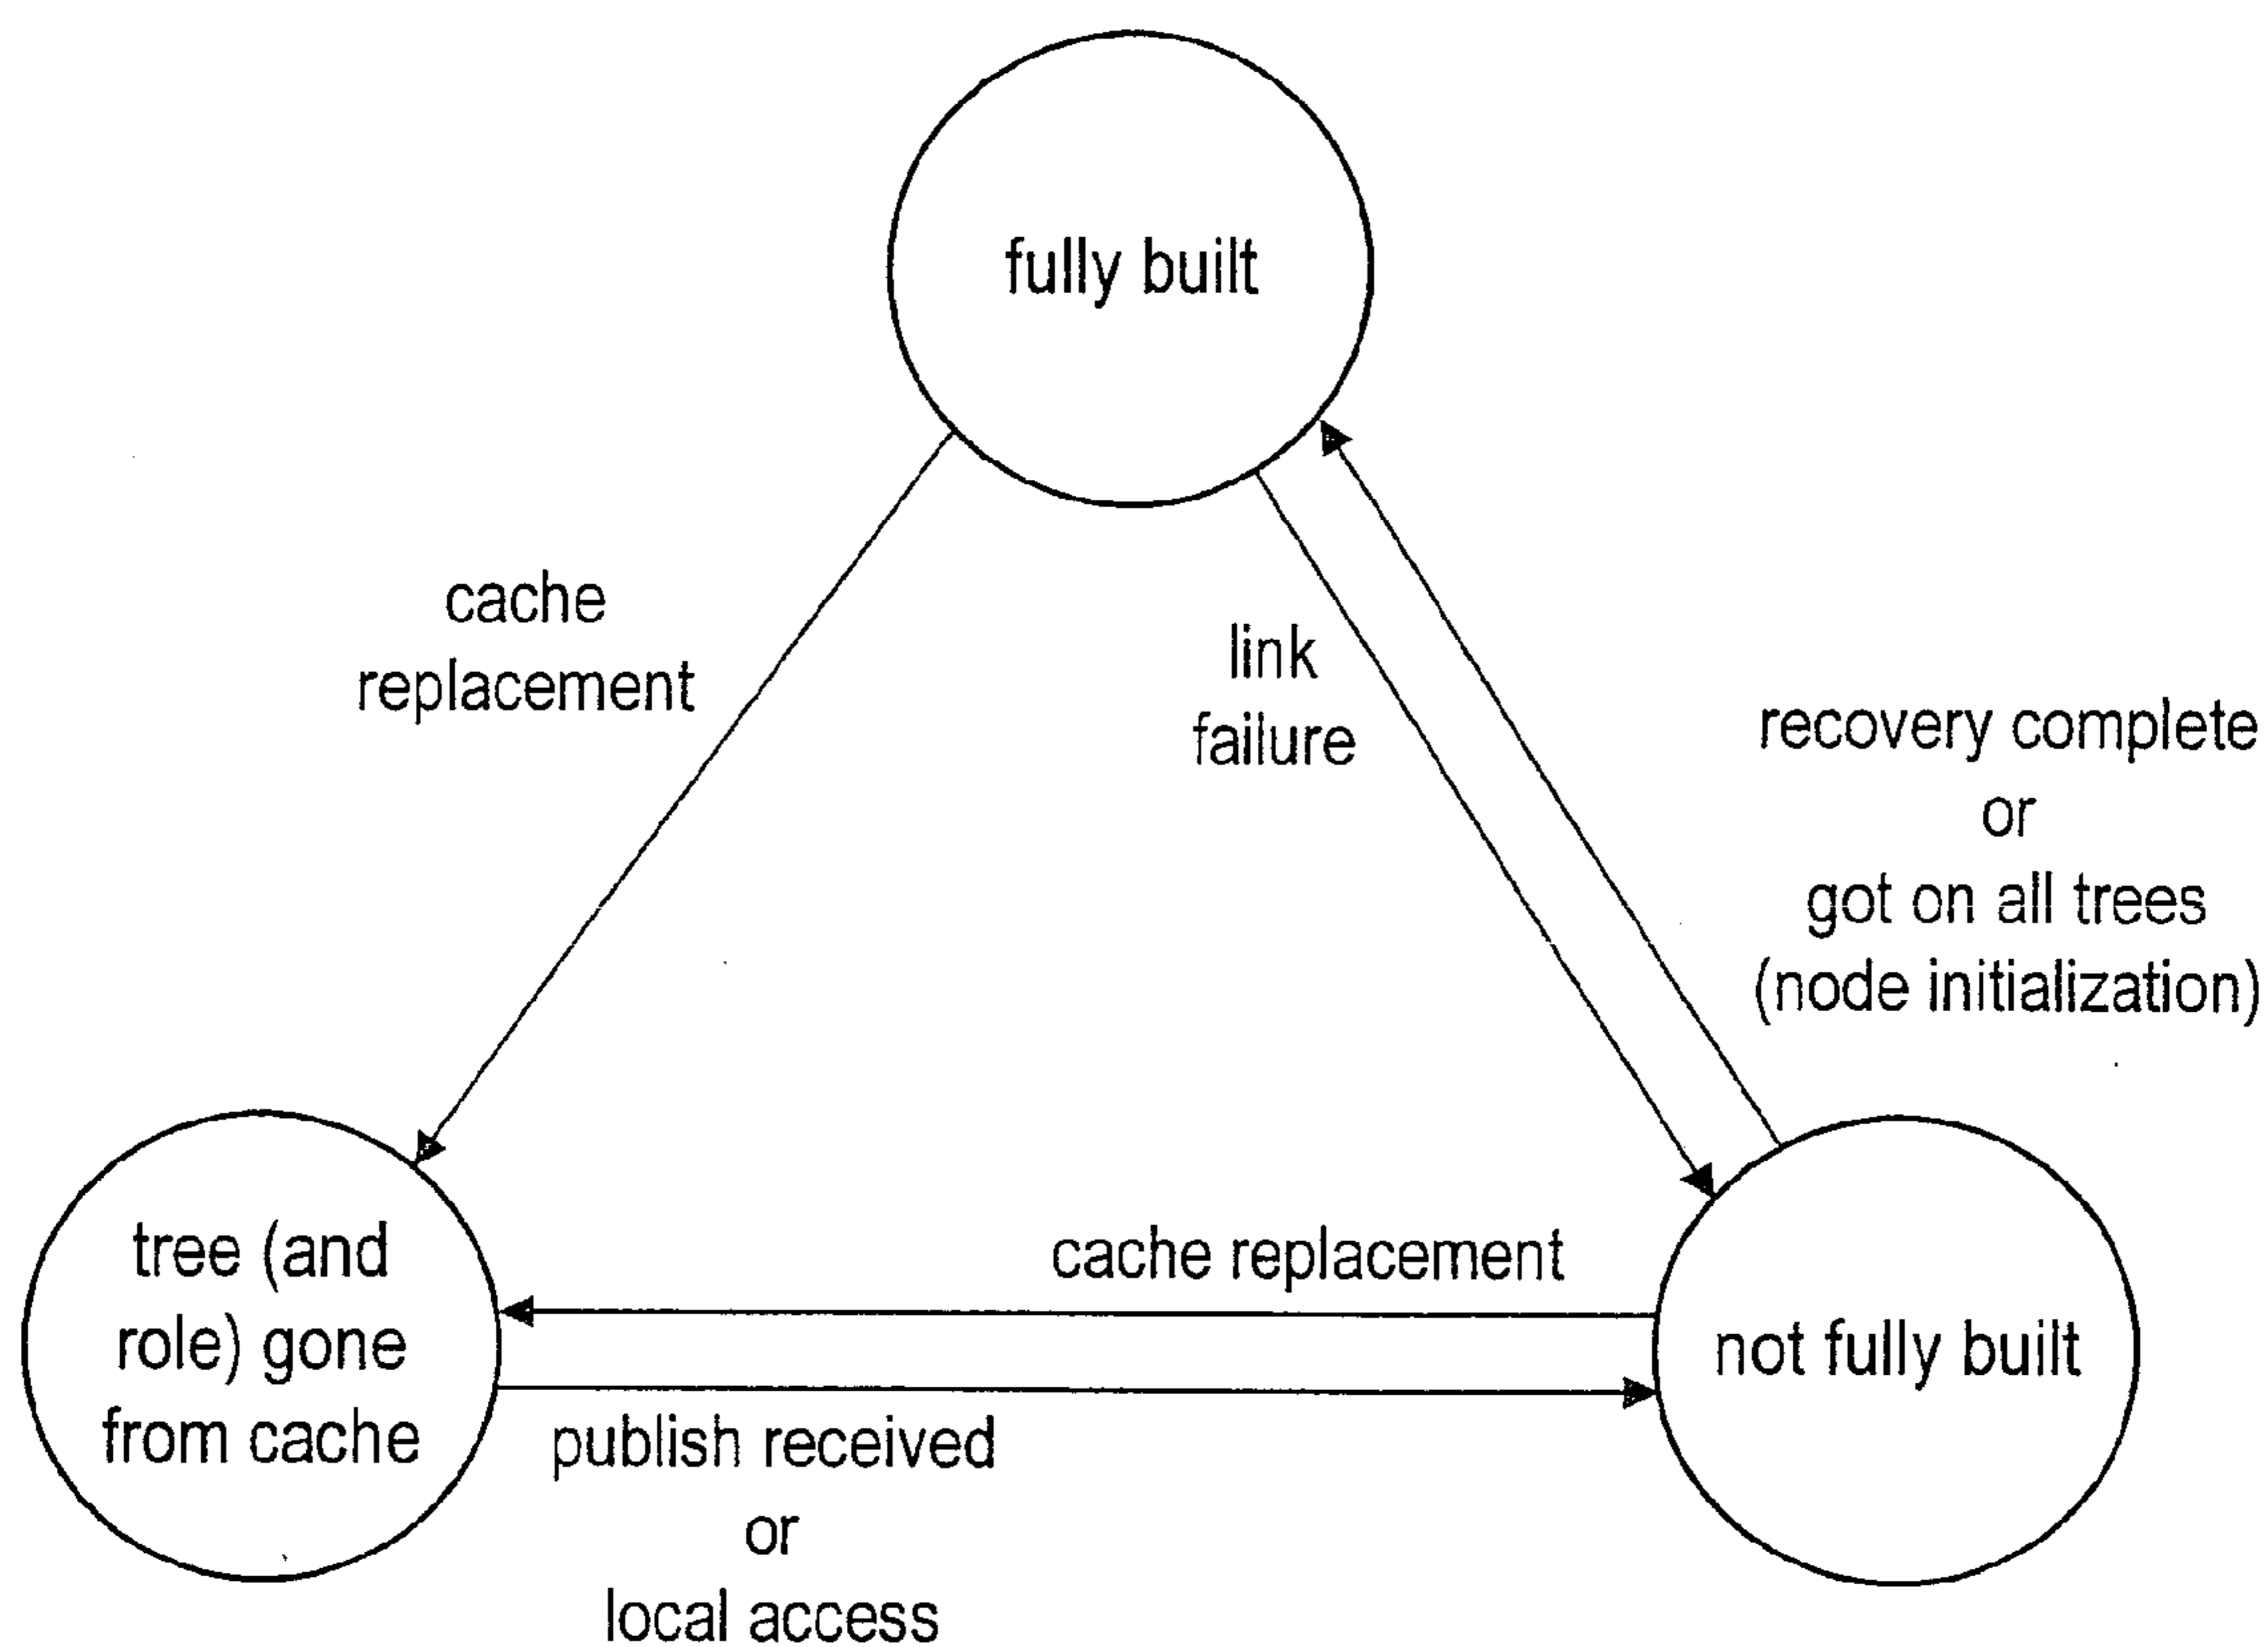 fully built
cache
replacement
link
failure
recovery complete
or
got on all trees
(node initialization)
tree (and
role) gone
from cache
cache replacement
not fully built
publish received
or
local access